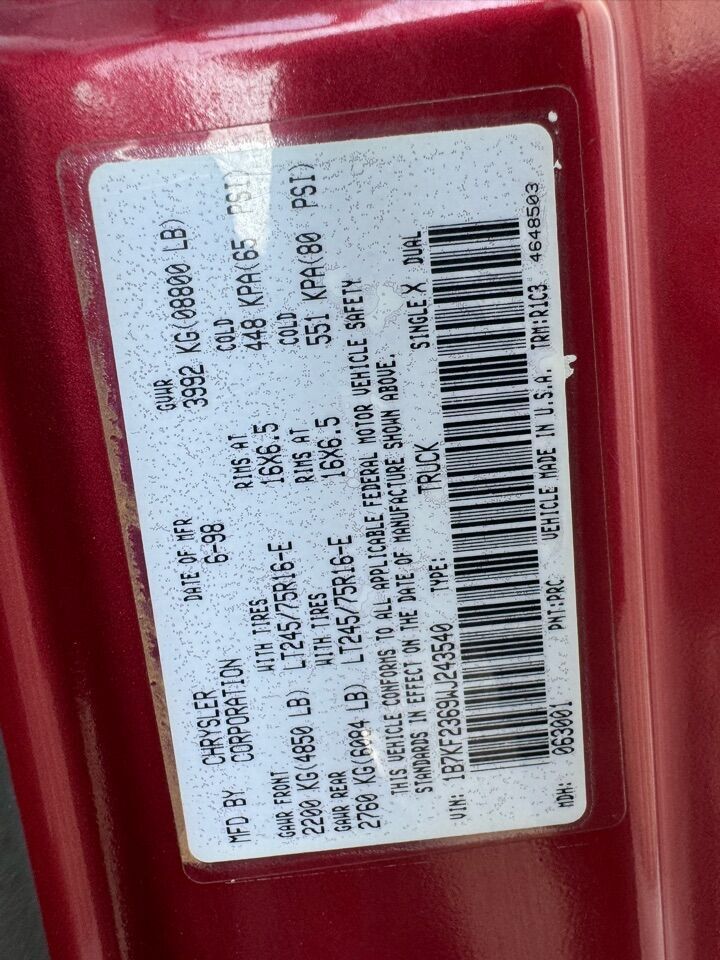 MFD BY CHRYSLER CORPORATION DATE OF MFR 6-98 GVWR 3992 KG(08800 LB)
GAWR FRONT WITH TIRES RIMS AT COLD
2200 KG(4850 LB) LT245/75R16-E 16X6.5 448 KPA(65 PSI)
GAWR REAR WITH TIRES RIMS AT COLD
2760 KG(6084 LB) LT245/75R16-E 16X6.5 551 KPA(80 PSI)
THIS VEHICLE CONFORMS TO ALL APPLICABLE FEDERAL MOTOR VEHICLE SAFETY
STANDARDS IN EFFECT ON THE DATE OF MANUFACTURE SHOWN ABOVE.
VIN: 1B7KF2369WJ243540 TYPE: TRUCK SINGLE X DUAL
MDH: 063001 PNT:PRC VEHICLE MADE IN U.S.A. TRM:R1C3 4648503